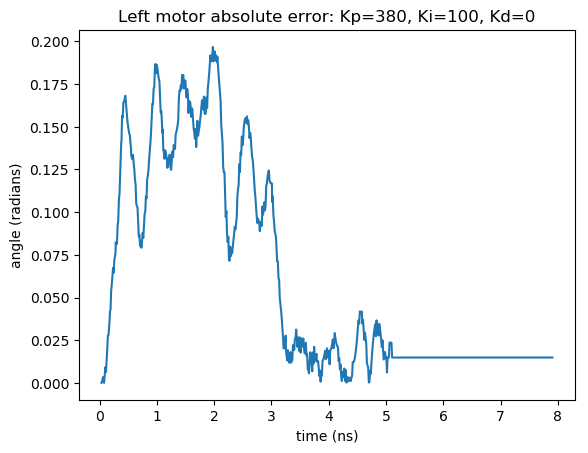 Left motor absolute error: Kp=380, Ki=100, Kd=0
angle (radians)
0.200
0.175
0.150
0.125
0.100
0.075
0.050
0.025
0.000
0 1 2 3 4 5 6 7 8
time (ns)